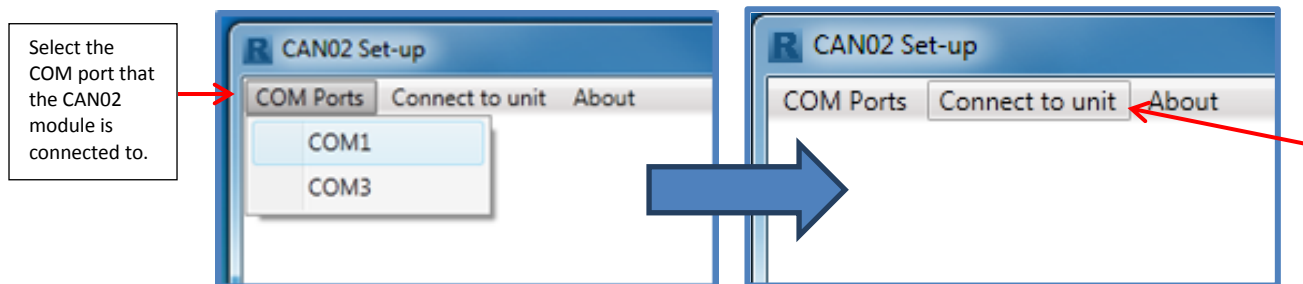 Select the
COM port that
the CAN02
module is
connected to.
R CAN02 Set-up
COM Ports Connect to unit About
COM1
COM3
R CAN02 Set-up
COM Ports Connect to unit About